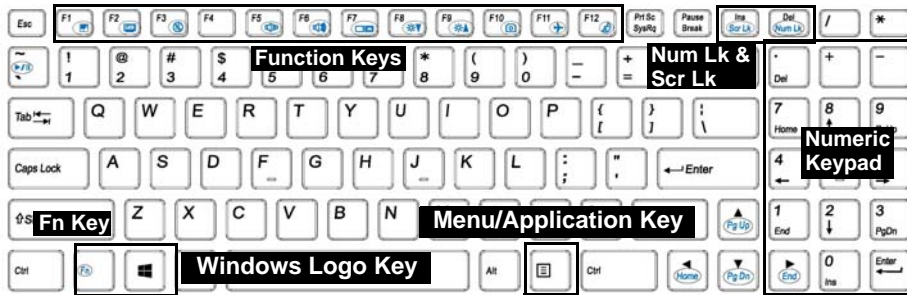 Esc F1 F2 F3 F4 F5 F6 F7 F8 F9 F10 F11 F12 Prt Sc SysRq Pause Break Ins Scr Lk Del Num Lk / *
Function Keys
Num Lk & Scr Lk
~ ! 1 @ 2 # 3 $ 4 5 6 7 * 8 ( 9 ) 0 _ - + = . Del + -
Tab Q W E R T Y U I O P { [ } ] | \ 7 Home 8 9
Numeric Keypad
Caps Lock A S D F G H J K L : ; " ' Enter 4
Fn Key
Z X C V B N
Menu/Application Key
Pg Up 1 End 2 3 PgDn
Ctrl Fn
Windows Logo Key
Alt Ctrl Home Pg Dn End 0 Ins Enter